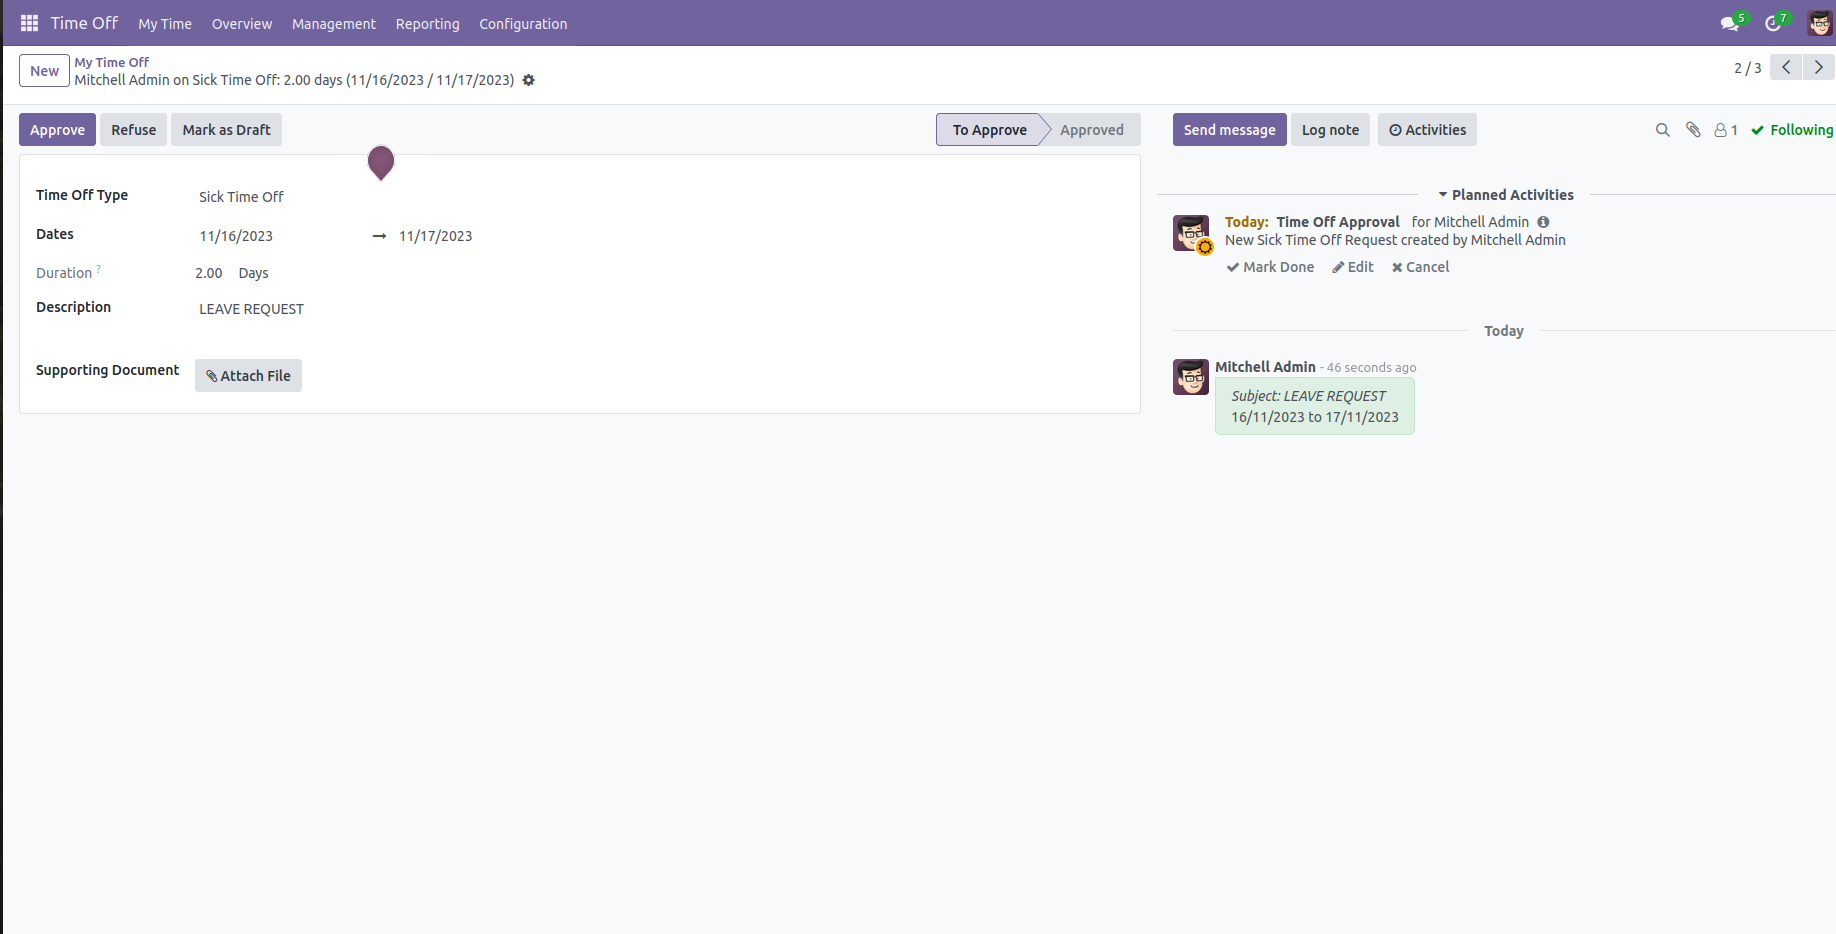 Time Off My Time Overview Management Reporting Configuration 5 7
New
My Time Off
Mitchell Admin on Sick Time Off: 2.00 days (11/16/2023 / 11/17/2023)
2 / 3
Approve Refuse Mark as Draft
To Approve Approved
Time Off Type Sick Time Off
Dates 11/16/2023 → 11/17/2023
Duration ? 2.00 Days
Description LEAVE REQUEST
Supporting Document Attach File
Send message Log note Activities 1 Following
Planned Activities
Today: Time Off Approval for Mitchell Admin
New Sick Time Off Request created by Mitchell Admin
Mark Done Edit Cancel
Today
Mitchell Admin - 46 seconds ago
Subject: LEAVE REQUEST
16/11/2023 to 17/11/2023